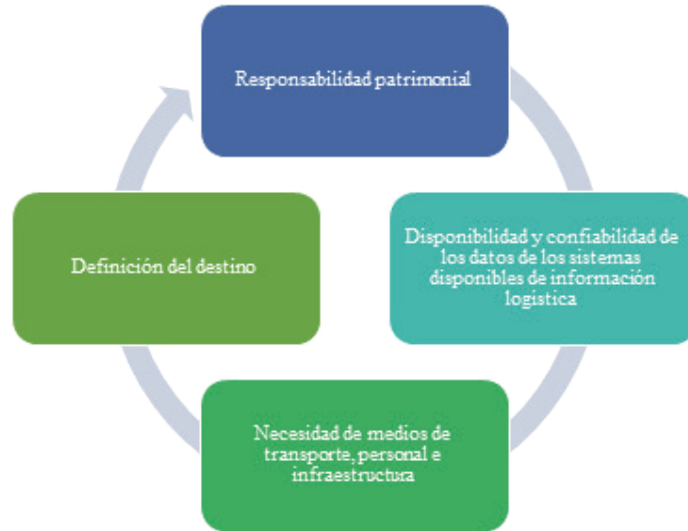 Responsabilidad patrimonial
Disponibilidad y confiabilidad de
los datos de los sistemas
disponibles de información
logística
Necesidad de medios de
transporte, personal e
infraestructura
Definición del destino